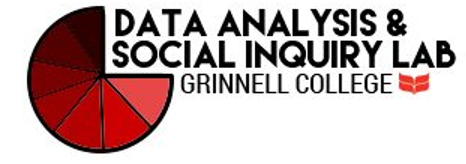 DATA ANALYSIS &
SOCIAL INQUIRY LAB
GRINNELL COLLEGE